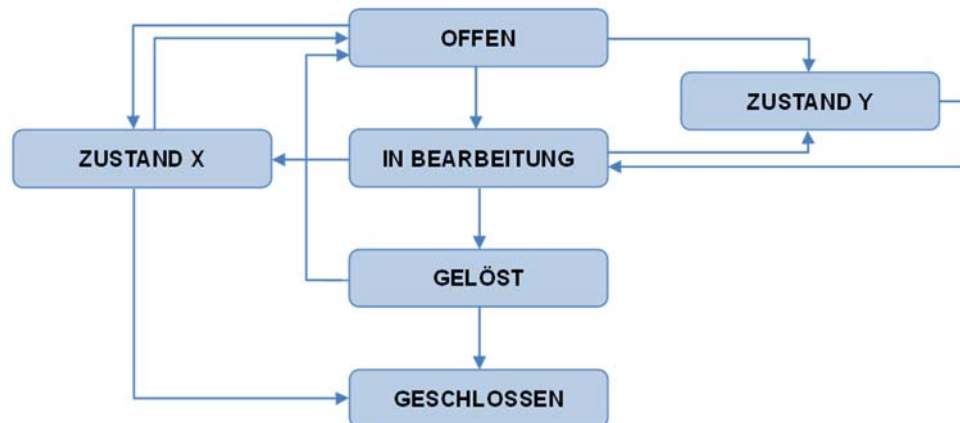 OFFEN
ZUSTAND Y
ZUSTAND X
IN BEARBEITUNG
GELÖST
GESCHLOSSEN